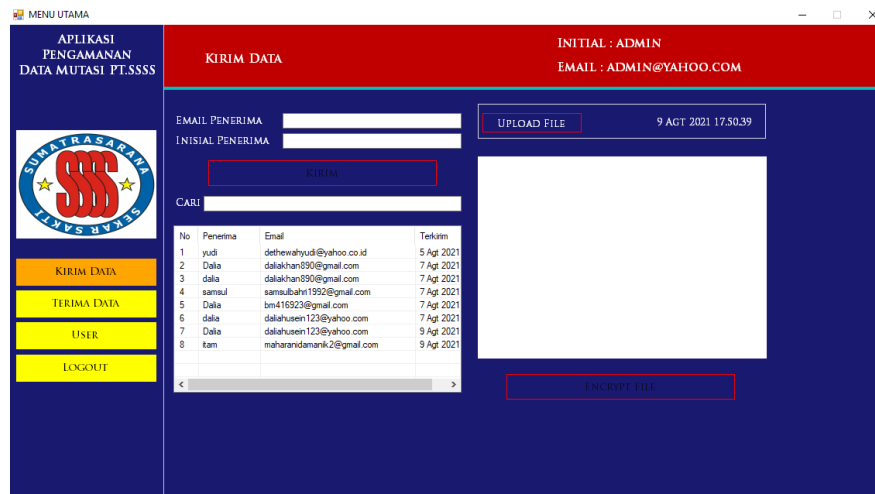 MENU UTAMA
APLIKASI
PENGAMANAN
DATA MUTASI PT.SSSS
KIRIM DATA
INITIAL : ADMIN
EMAIL : ADMIN@YAHOO.COM
SUMATRASARANA
SSSS
SEKARSAKTI
KIRIM DATA
TERIMA DATA
USER
LOGOUT
EMAIL PENERIMA
INISIAL PENERIMA
KIRIM
CARI
No Penerima Email Terkirim
1 yudi dethewahyudi@yahoo.co.id 5 Agt 2021
2 Dalia daliakhan890@gmail.com 7 Agt 2021
3 dalia daliakhan890@gmail.com 7 Agt 2021
4 samsul samsulbahri1992@gmail.com 7 Agt 2021
5 Dalia bm416923@gmail.com 7 Agt 2021
6 dalia daliahusein123@yahoo.com 7 Agt 2021
7 Dalia daliahusein123@yahoo.com 9 Agt 2021
8 itam maharanidamanik2@gmail.com 9 Agt 2021
UPLOAD FILE
9 AGT 2021 17.50.39
ENCRYPT FILE